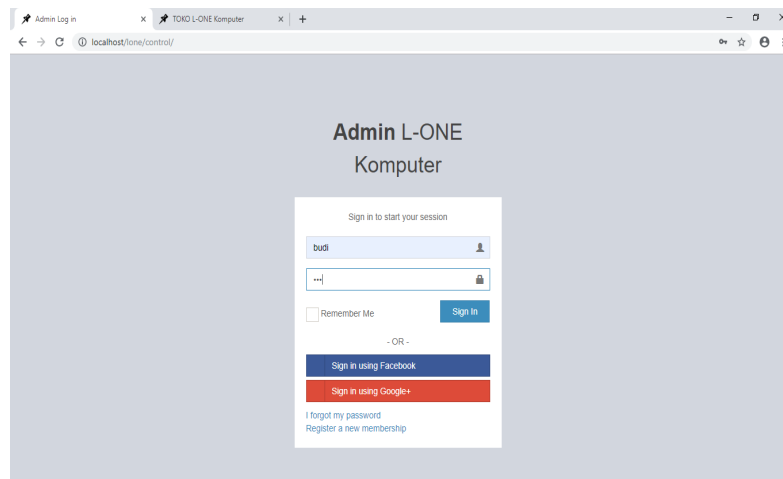 Admin Log in
TOKO L-ONE Komputer
localhost/lone/control/
Admin L-ONE
Komputer
Sign in to start your session
budi
•••
Remember Me
Sign In
- OR -
Sign in using Facebook
Sign in using Google+
I forgot my password
Register a new membership